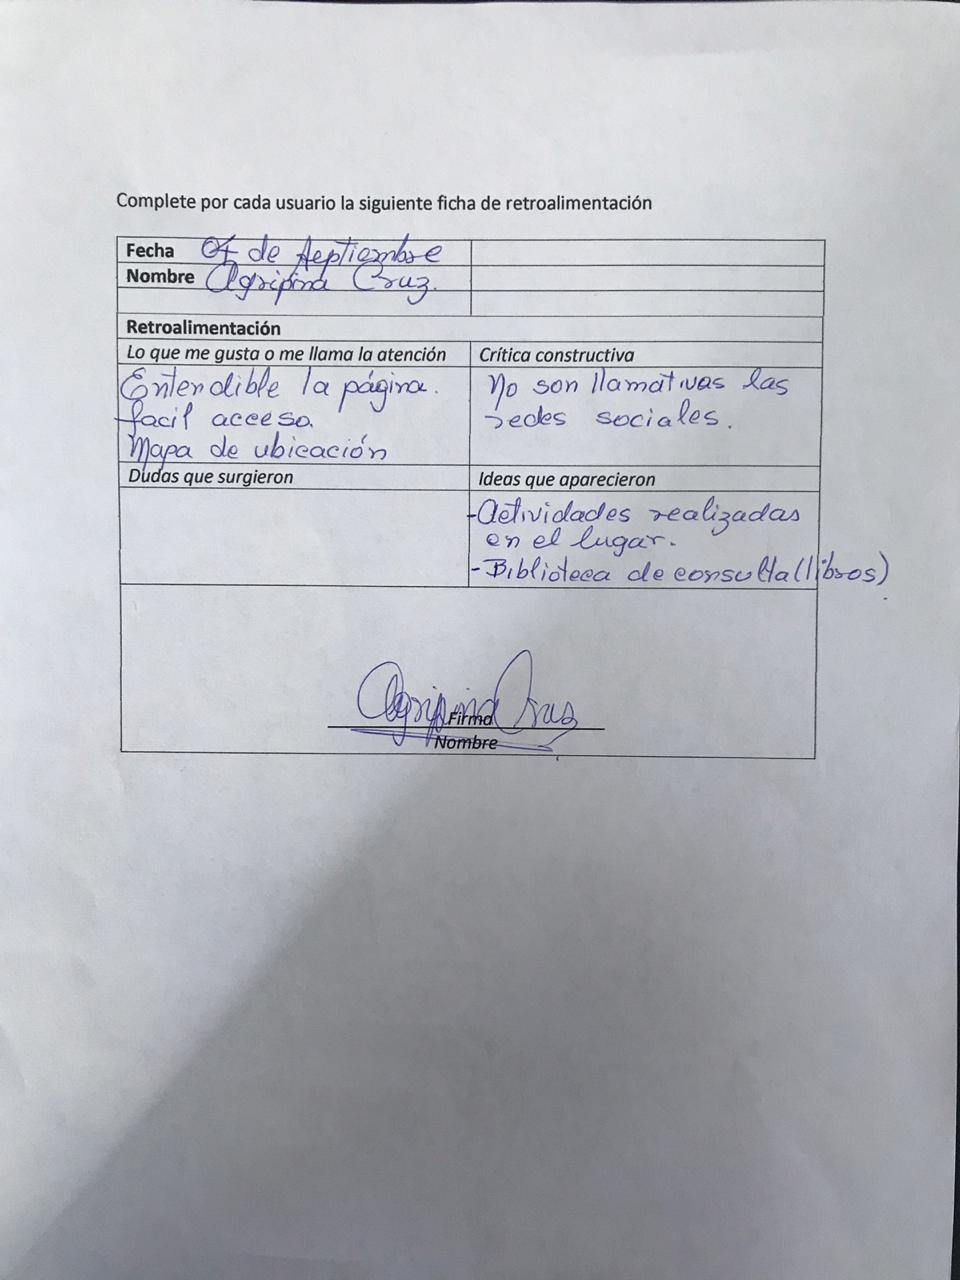 Complete por cada usuario la siguiente ficha de retroalimentación
Fecha 07 de Septiembre
Nombre Agripina Cruz.
Retroalimentación
Lo que me gusta o me llama la atención
Entendible la página.
facil acceso.
Mapa de ubicación
Crítica constructiva
No son llamativas las
redes sociales.
Dudas que surgieron
Ideas que aparecieron
-Actividades realizadas
en el lugar.
-Biblioteca de consulta (libros)
Agripina Cruz
Firma
Nombre